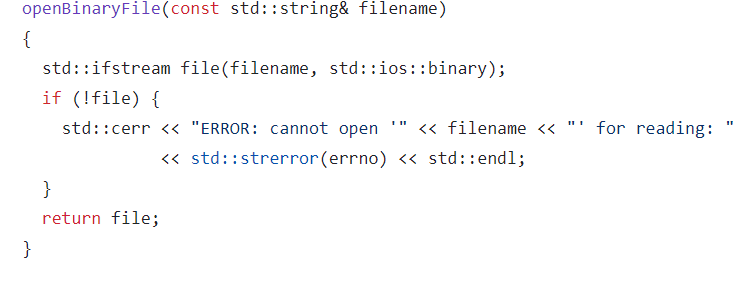 openBinaryFile(const std::string& filename)
{
  std::ifstream file(filename, std::ios::binary);
  if (!file) {
    std::cerr << "ERROR: cannot open '" << filename << "' for reading: "
              << std::strerror(errno) << std::endl;
  }
  return file;
}